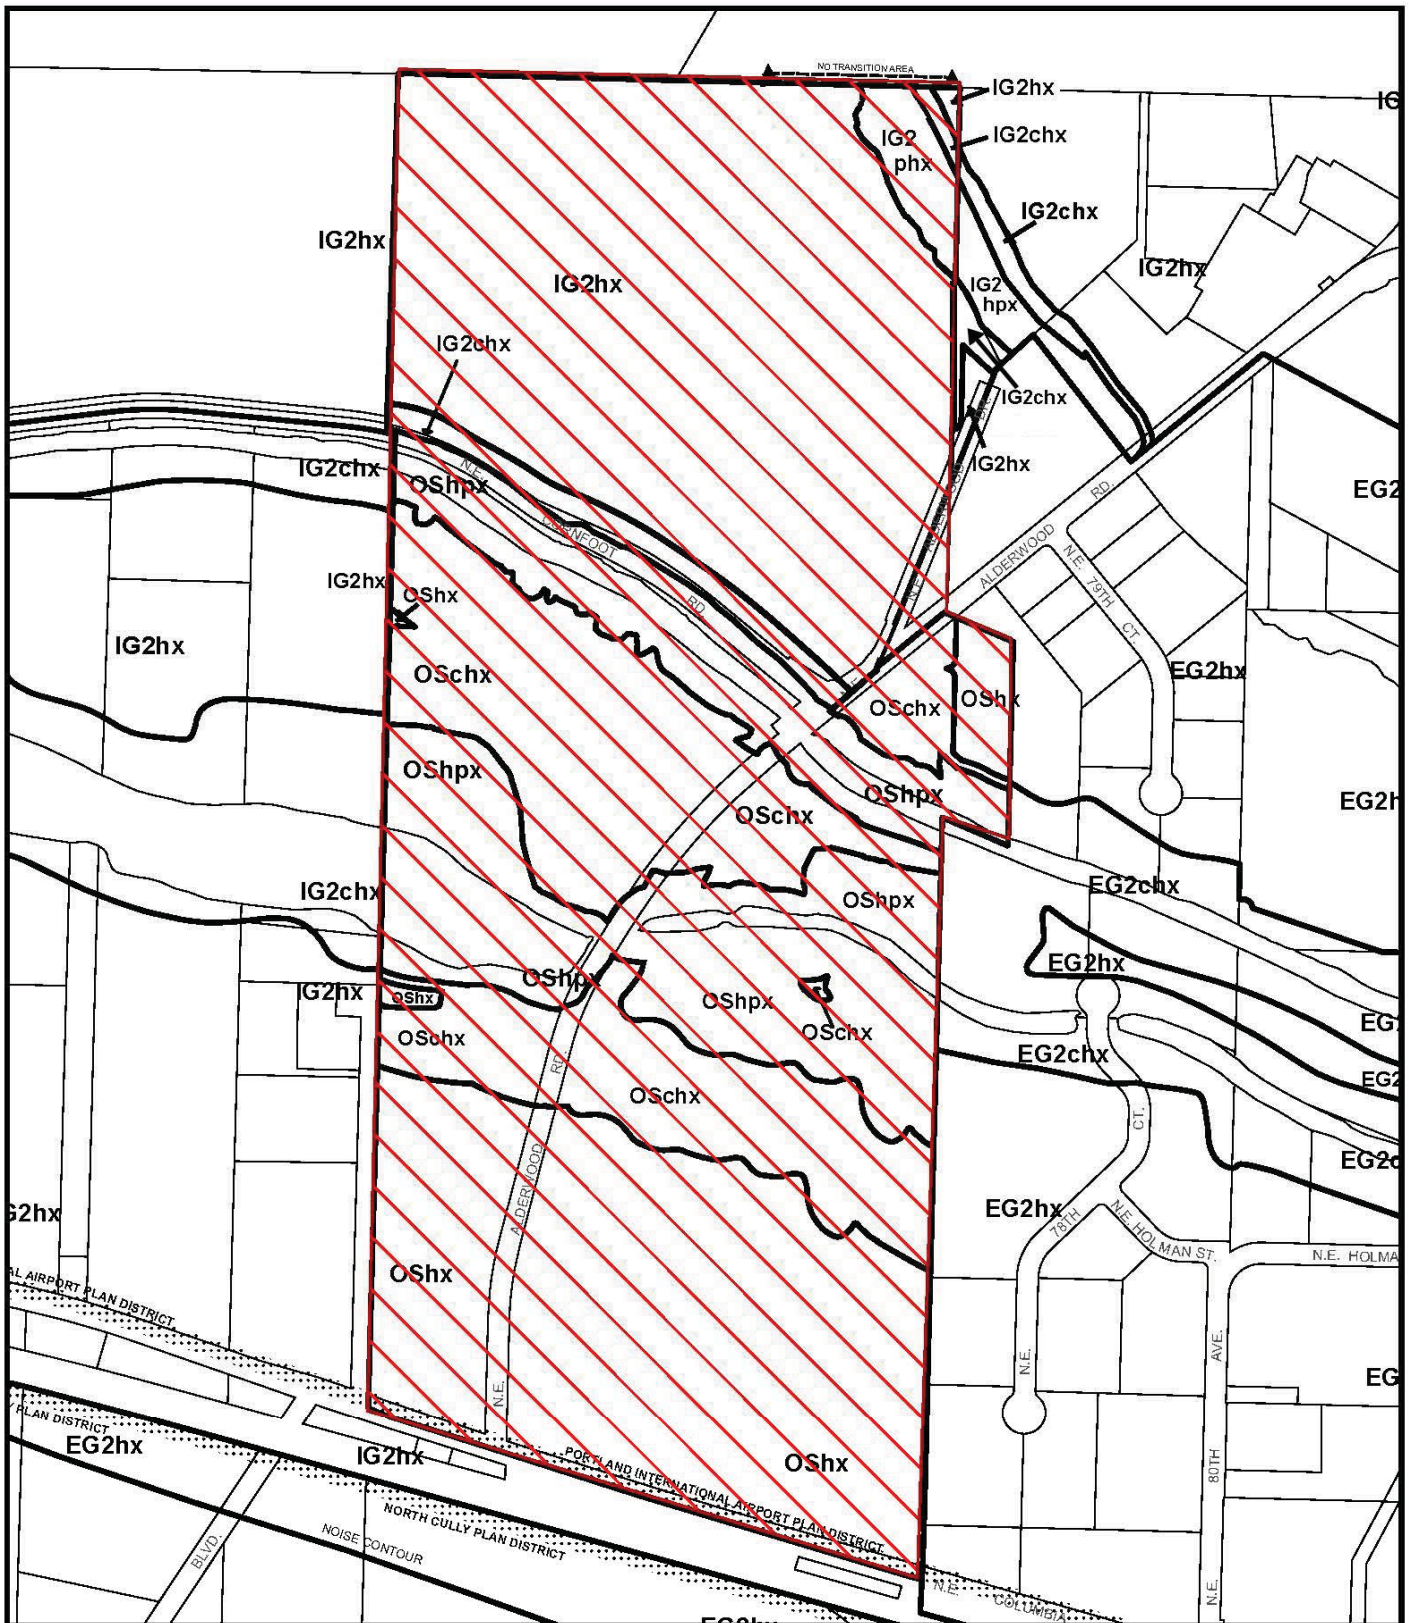 NO TRANSITION AREA
IG2hx
IG
IG2chx
IG2
phx
IG2chx
IG2hx
IG2hx
IG2hx
IG2
hpx
IG2chx
IG2chx
IG2hx
IG2chx
OShpx
N.E.
CORNFOOT
RD.
EG2
ALDERWOOD
RD.
N.E.
N.E. 79TH
CT.
IG2hx
OShx
IG2hx
OSchx
EG2hx
OSchx
OShx
OShpx
OShpx
OSchx
EG2h
IG2chx
OShpx
EG2chx
EG2hx
OShpx
IG2hx
OShx
OShpx
OSchx
EG2
OSchx
EG2chx
RD.
EG2
OSchx
CT.
EG2c
ALDERWOOD
G2hx
EG2hx
78TH
N.E. HOLMAN ST.
N.E. HOLMA
OShx
AL AIRPORT PLAN DISTRICT
N.E.
N.E.
AVE.
EG
Y PLAN DISTRICT
EG2hx
IG2hx
PORTLAND INTERNATIONAL AIRPORT PLAN DISTRICT
OShx
80TH
NORTH CULLY PLAN DISTRICT
NOISE CONTOUR
BLVD.
N.E.
COLUMBIA
N.E.